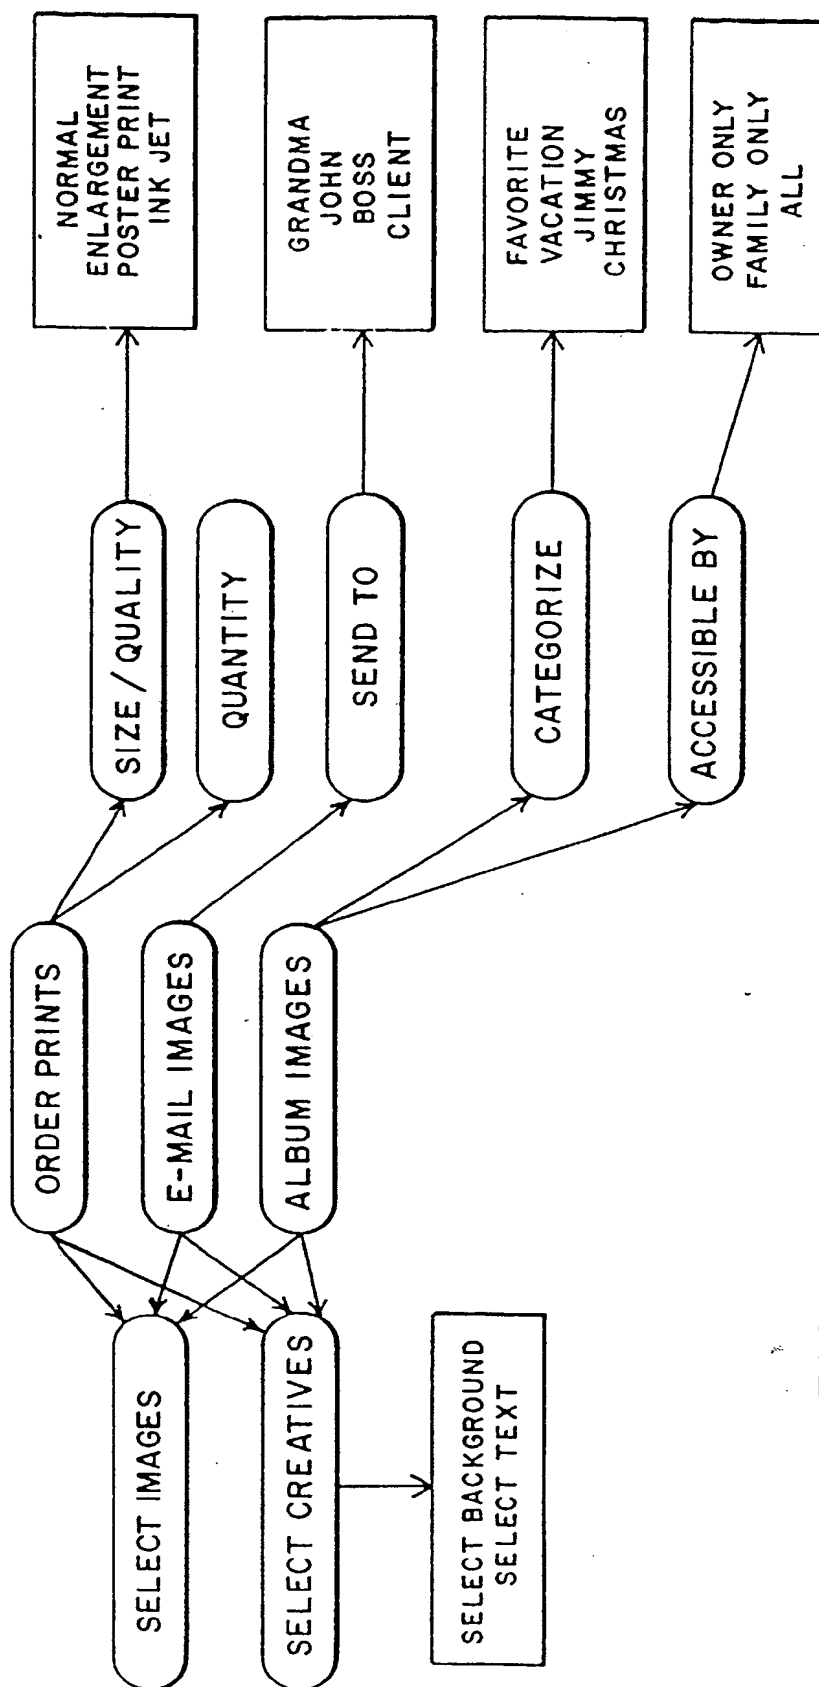 SELECT IMAGES
SELECT CREATIVES
SELECT BACKGROUND
SELECT TEXT
ORDER PRINTS
E-MAIL IMAGES
ALBUM IMAGES
SIZE / QUALITY
QUANTITY
SEND TO
CATEGORIZE
ACCESSIBLE BY
NORMAL
ENLARGEMENT
POSTER PRINT
INK JET
GRANDMA
JOHN
BOSS
CLIENT
FAVORITE
VACATION
JIMMY
CHRISTMAS
OWNER ONLY
FAMILY ONLY
ALL